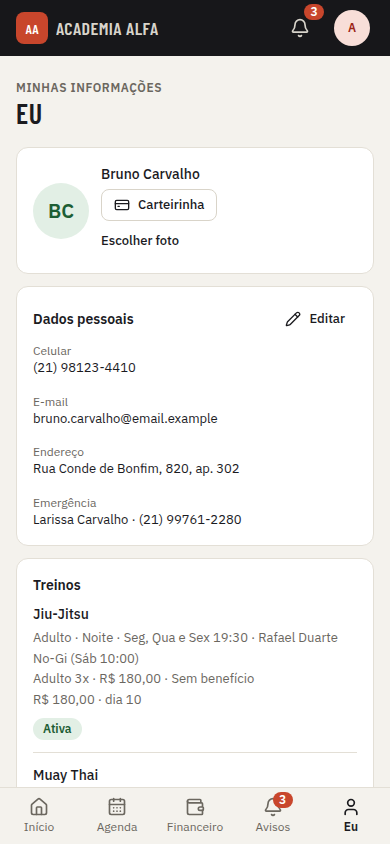 AA ACADEMIA ALFA 3 A
MINHAS INFORMAÇÕES
EU
Bruno Carvalho
BC
Carteirinha
Escolher foto
Dados pessoais Editar
Celular
(21) 98123-4410
E-mail
bruno.carvalho@email.example
Endereço
Rua Conde de Bonfim, 820, ap. 302
Emergência
Larissa Carvalho · (21) 99761-2280
Treinos
Jiu-Jitsu
Adulto · Noite · Seg, Qua e Sex 19:30 · Rafael Duarte
No-Gi (Sáb 10:00)
Adulto 3x · R$ 180,00 · Sem benefício
R$ 180,00 · dia 10
Ativa
Muay Thai
3
Início Agenda Financeiro Avisos Eu